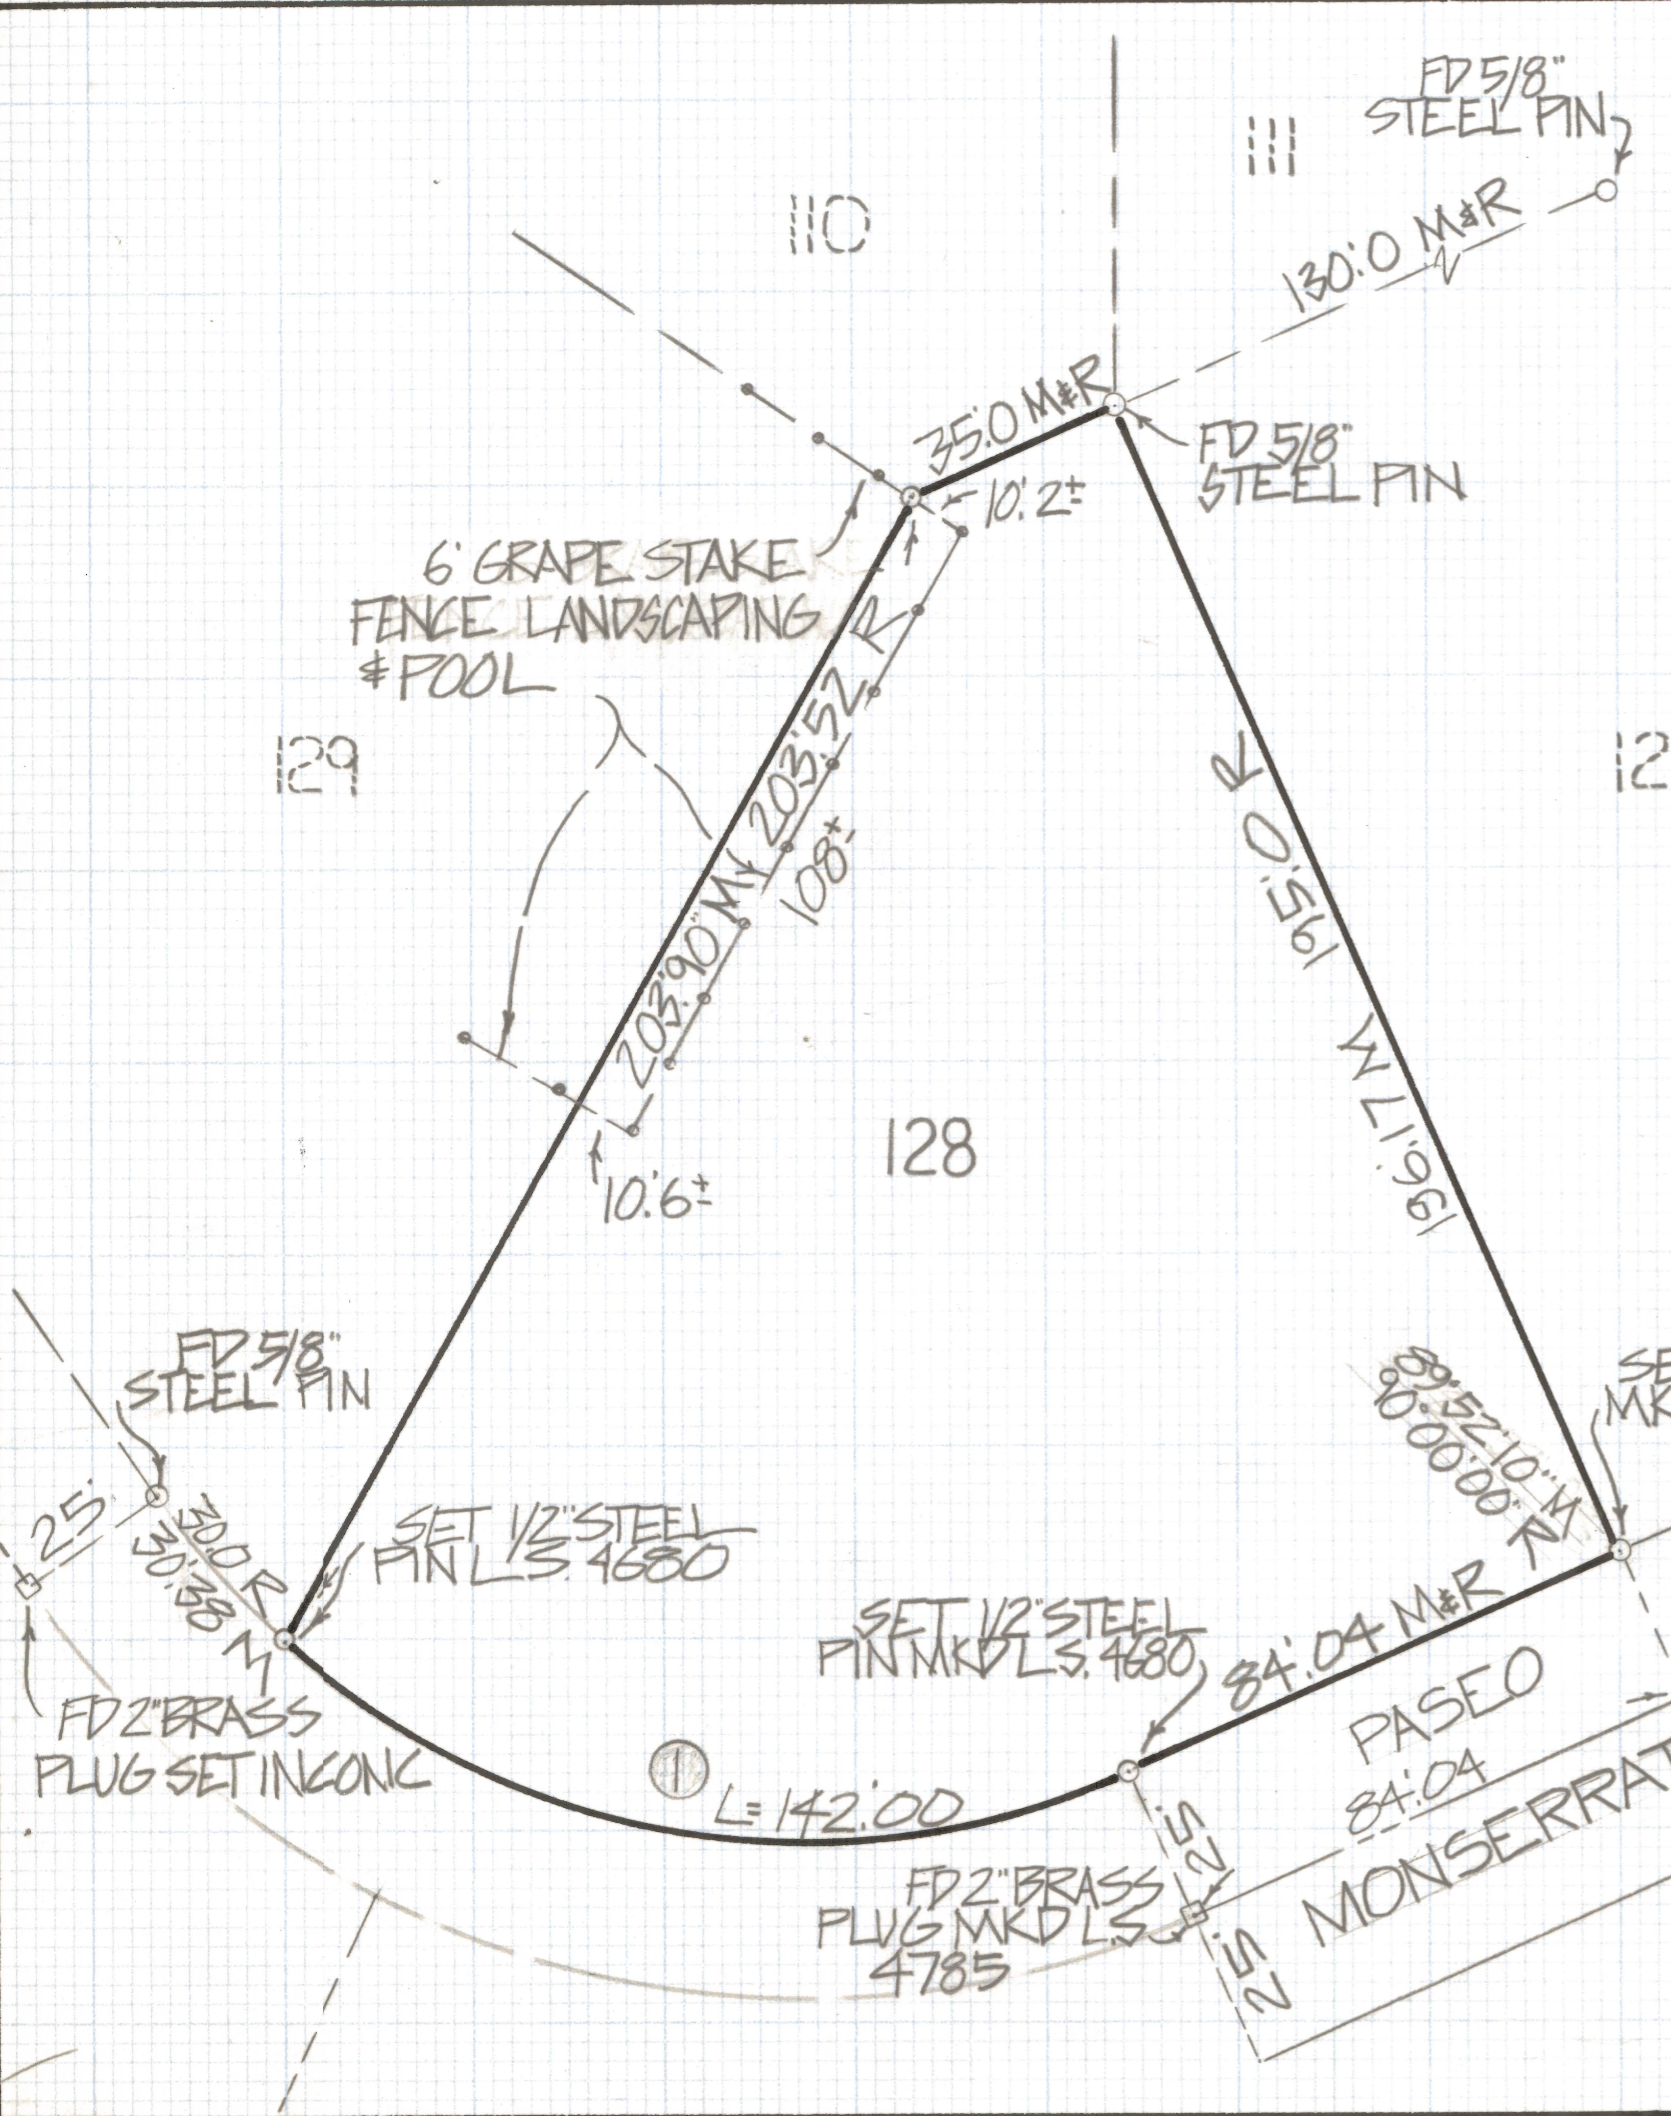 FD 5/8"
STEEL PIN
111
110
130.'0 M&R
35.'0 M&R
FD 5/8"
STEEL PIN
10.'2±
6' GRAPE STAKE
FENCE LANDSCAPING
& POOL
129
12
203.'52 R
203.'90" M
108±
195.'0 R
196.'17 M
128
10.'6±
FD 5/8"
STEEL PIN
89°52'10" M
90°00'00" R
SE
MK
25'
30.0 R
30.'38 M
SET 1/2" STEEL
PIN L.S. 4680
SET 1/2" STEEL
PIN MKD L.S. 4680
84.'04 M&R
FD 2" BRASS
PLUG SET IN CONC
PASEO
84.'04
MONSERRAT
1
L= 142.'00
25'
FD 2" BRASS
PLUG MKD L.S.
4785
25'